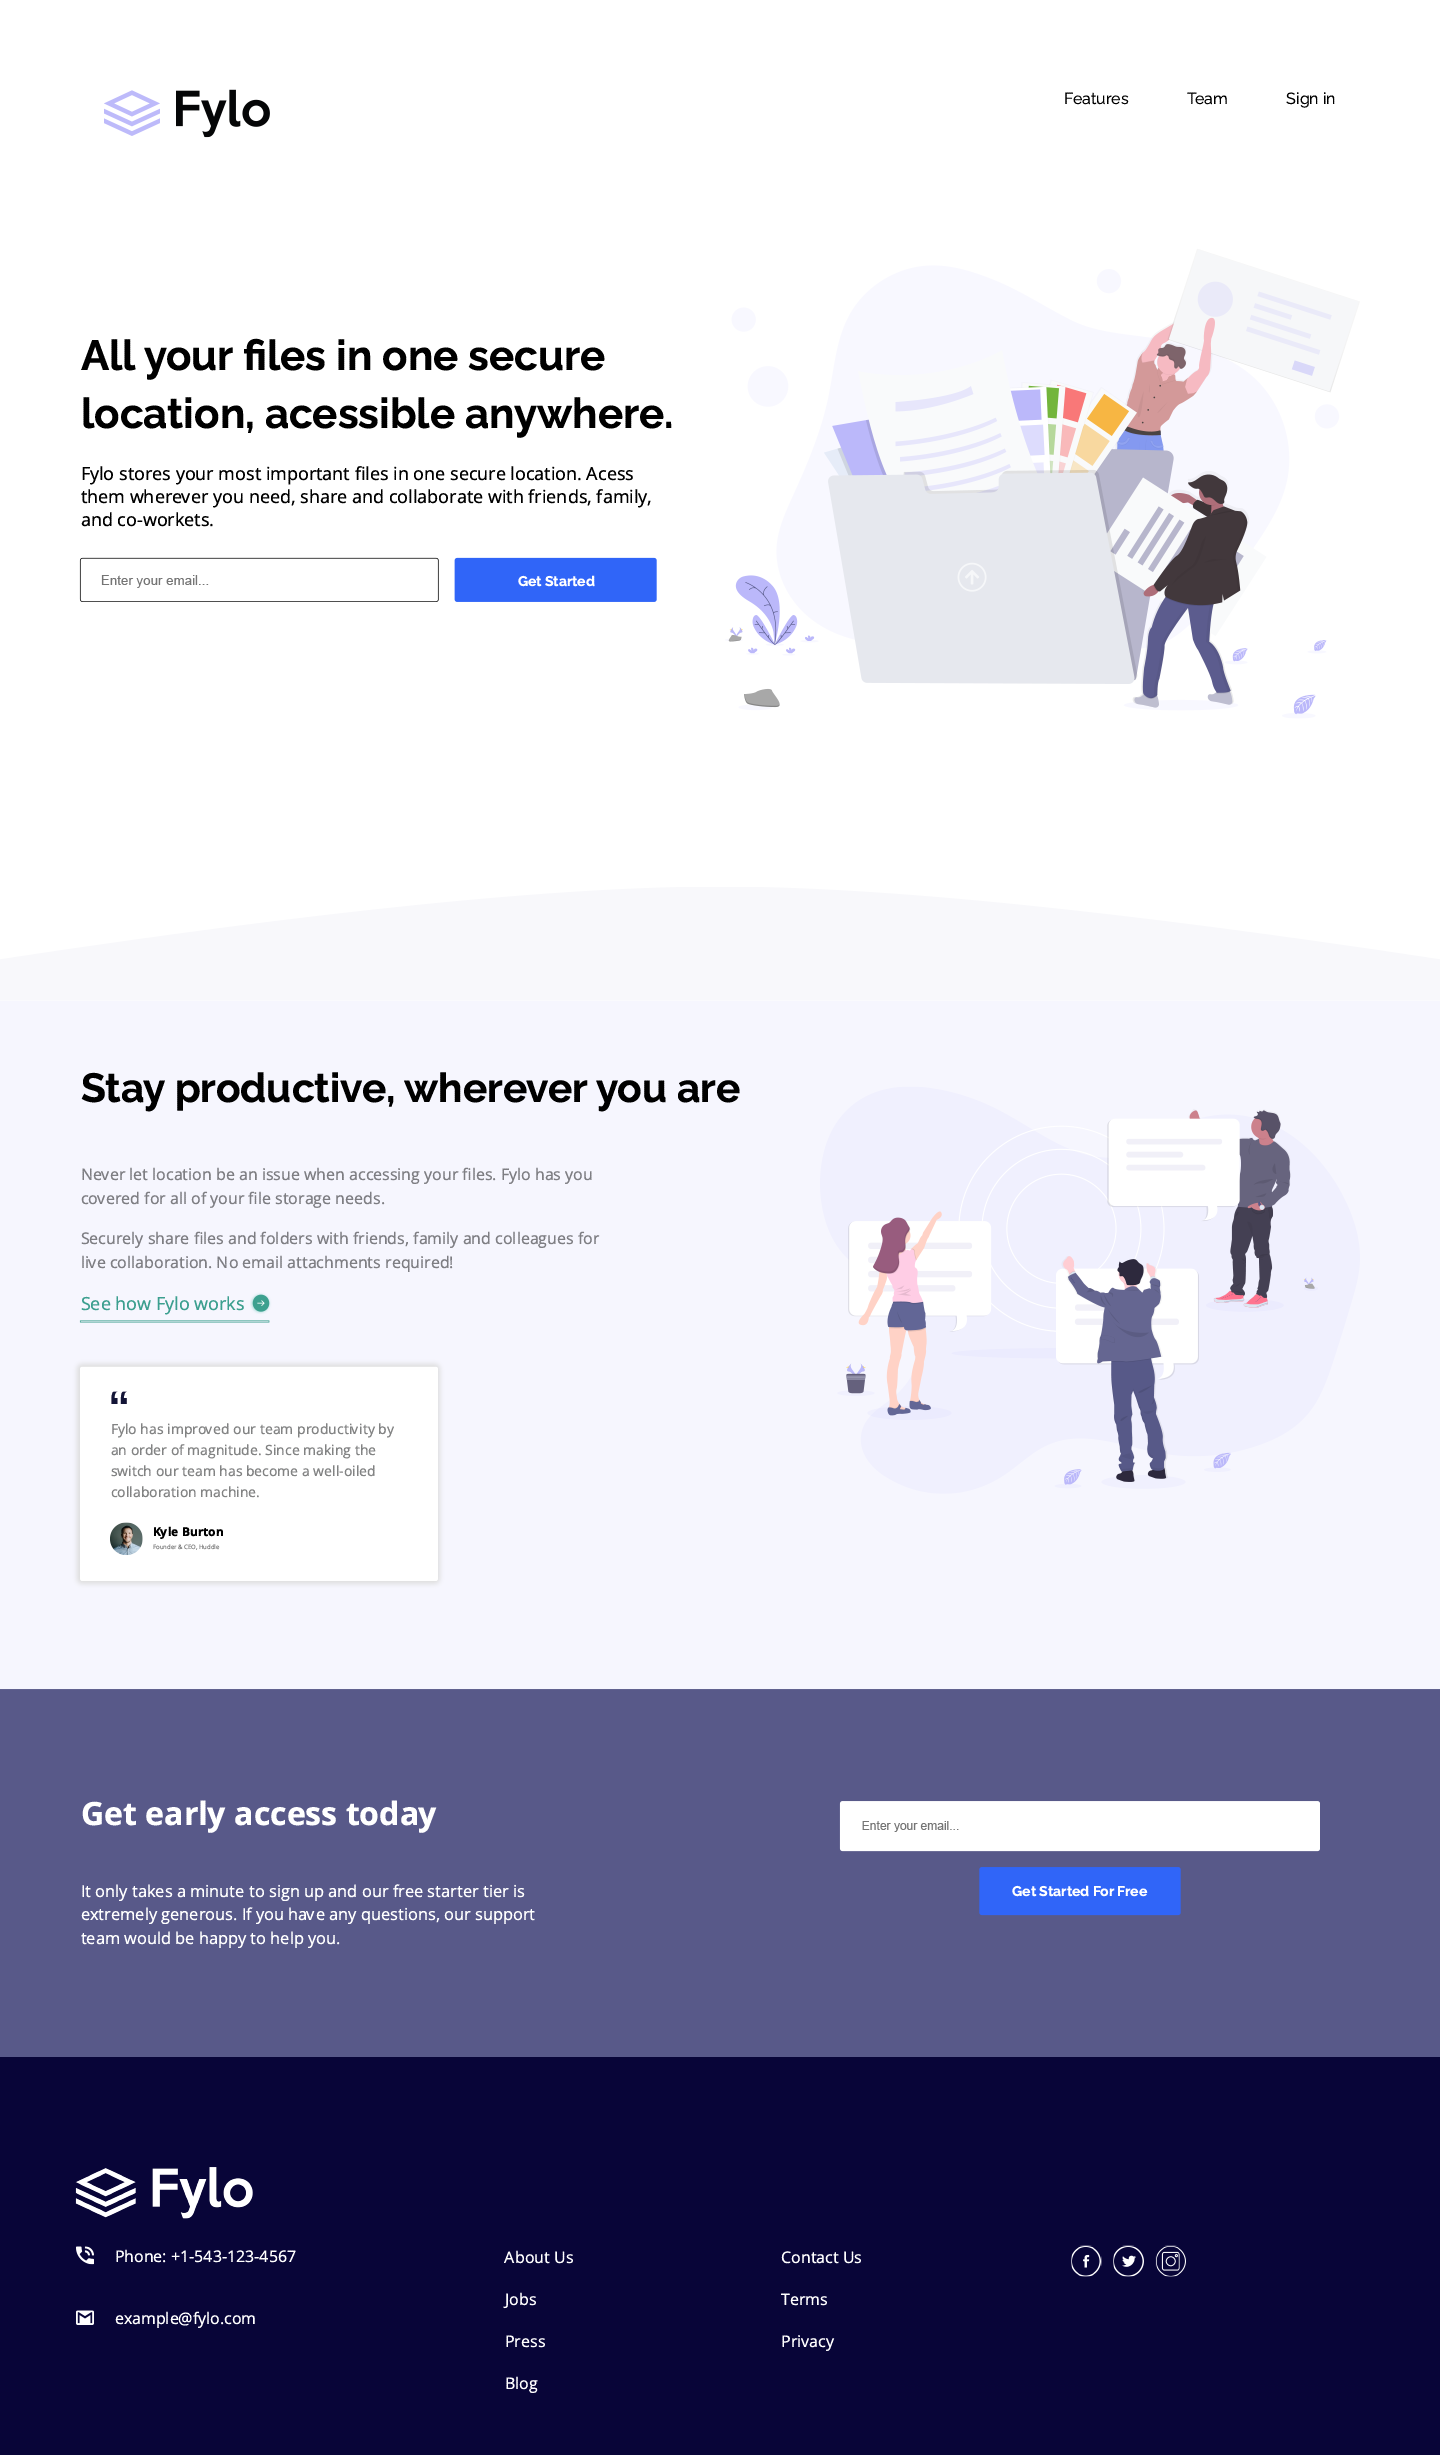 Fylo
Features
Team
Sign in
All your files in one secure
location, acessible anywhere.
Fylo stores your most important files in one secure location. Acess
them wherever you need, share and collaborate with friends, family,
and co-workets.
Enter your email...
Get Started
Stay productive, wherever you are
Never let location be an issue when accessing your files. Fylo has you
covered for all of your file storage needs.
Securely share files and folders with friends, family and colleagues for
live collaboration. No email attachments required!
See how Fylo works
“
Fylo has improved our team productivity by
an order of magnitude. Since making the
switch our team has become a well-oiled
collaboration machine.
Kyle Burton
Founder & CEO, Huddle
Get early access today
It only takes a minute to sign up and our free starter tier is
extremely generous. If you have any questions, our support
team would be happy to help you.
Enter your email...
Get Started For Free
Fylo
Phone: +1-543-123-4567
example@fylo.com
About Us
Jobs
Press
Blog
Contact Us
Terms
Privacy